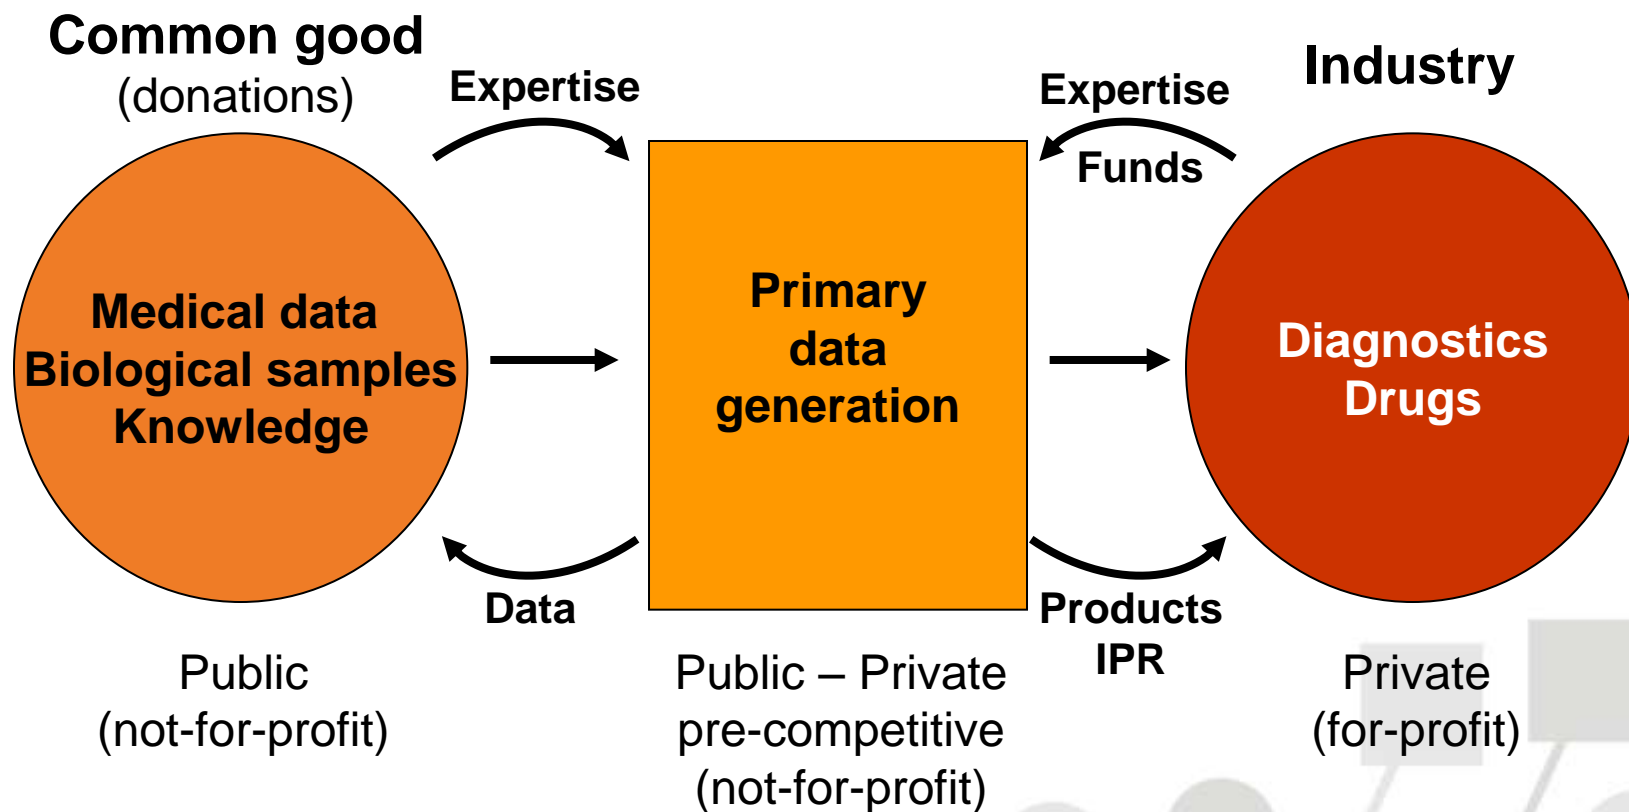 Common good
(donations)
Expertise
Expertise
Funds
Industry
Medical data
Biological samples
Knowledge
Primary
data
generation
Diagnostics
Drugs
Data
Products
IPR
Public
(not-for-profit)
Public – Private
pre-competitive
(not-for-profit)
Private
(for-profit)